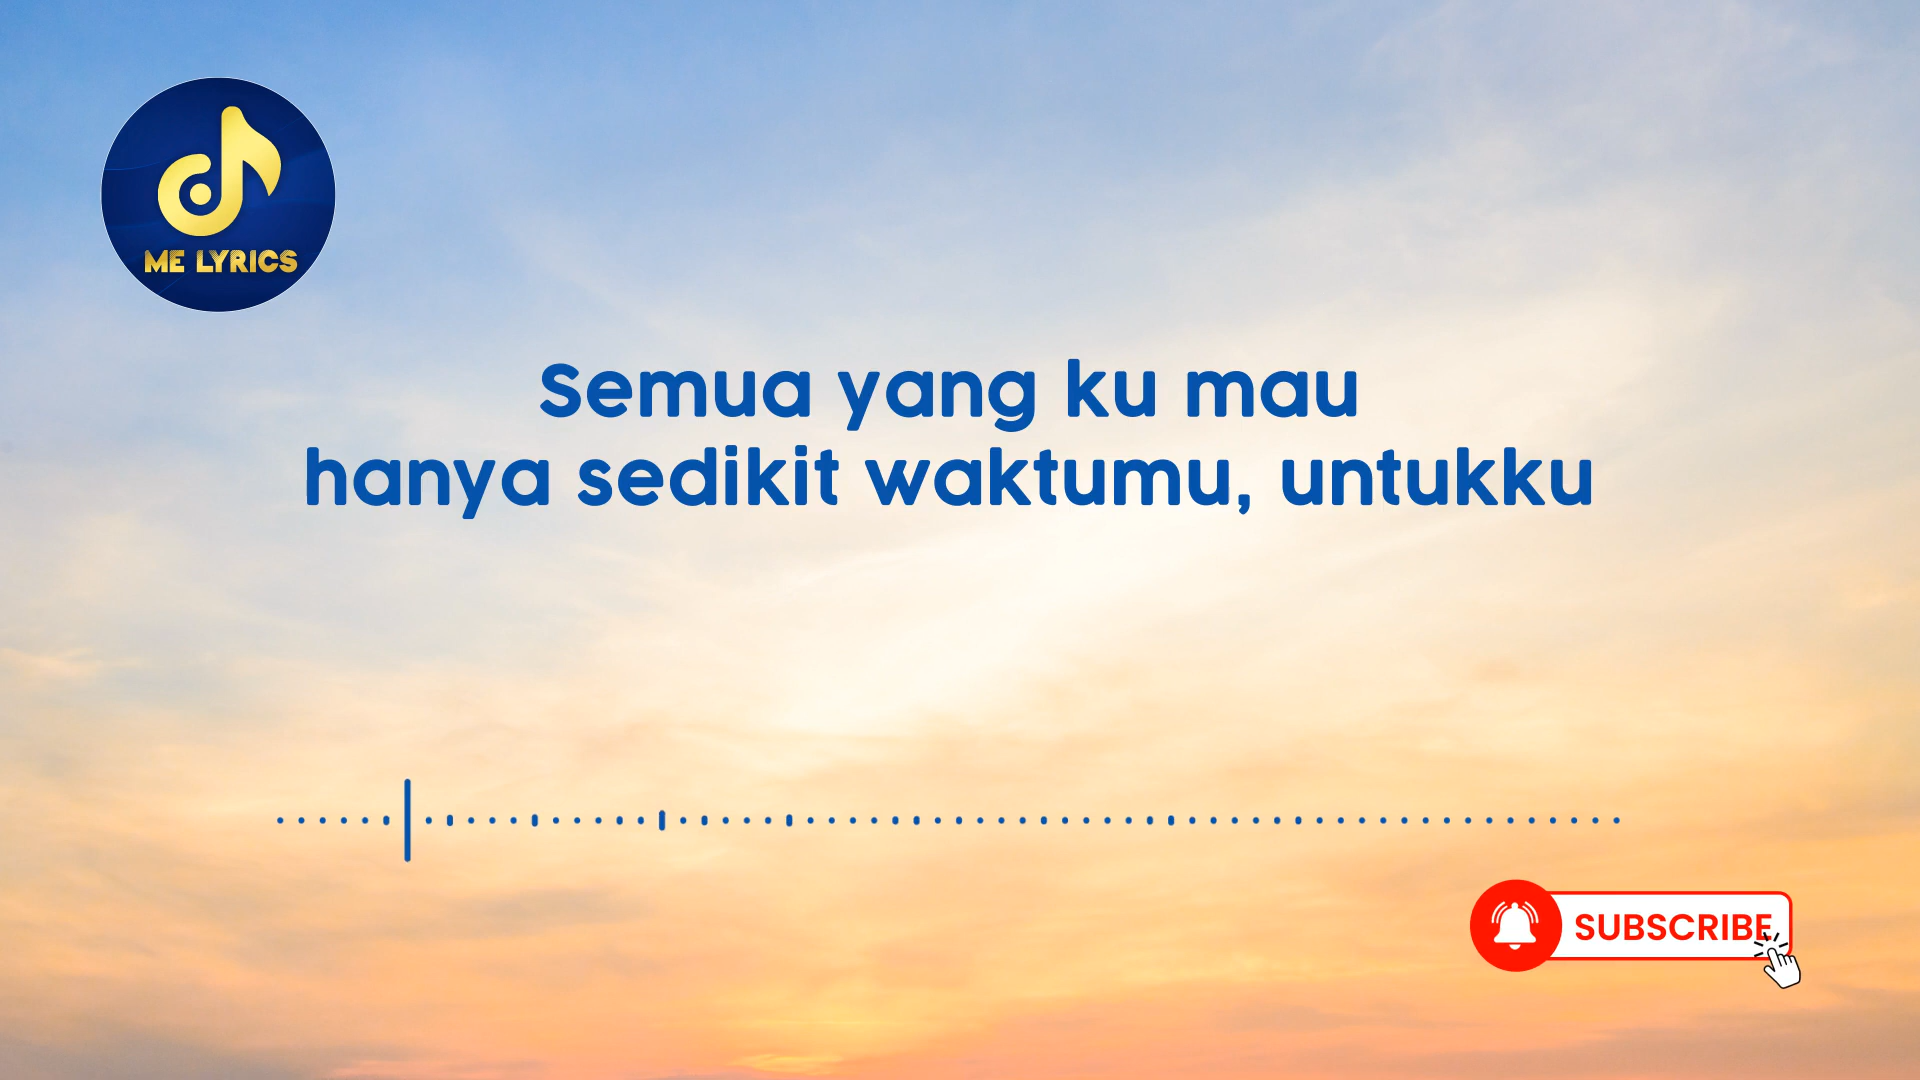 ME LYRICS
Semua yang ku mau
hanya sedikit waktumu, untukku
SUBSCRIBE